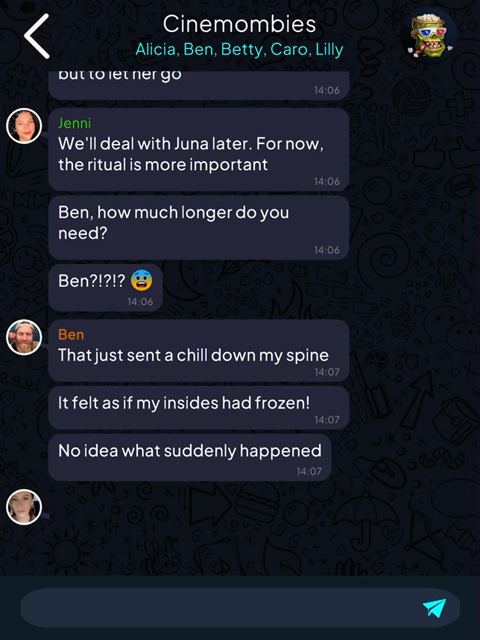 Cinemombies
Alicia, Ben, Betty, Caro, Lilly
but to let her go
14:06
Jenni
We'll deal with Juna later. For now,
the ritual is more important
14:06
Ben, how much longer do you
need?
14:06
Ben?!?!? 😰
14:06
Ben
That just sent a chill down my spine
14:07
It felt as if my insides had frozen!
14:07
No idea what suddenly happened
14:07